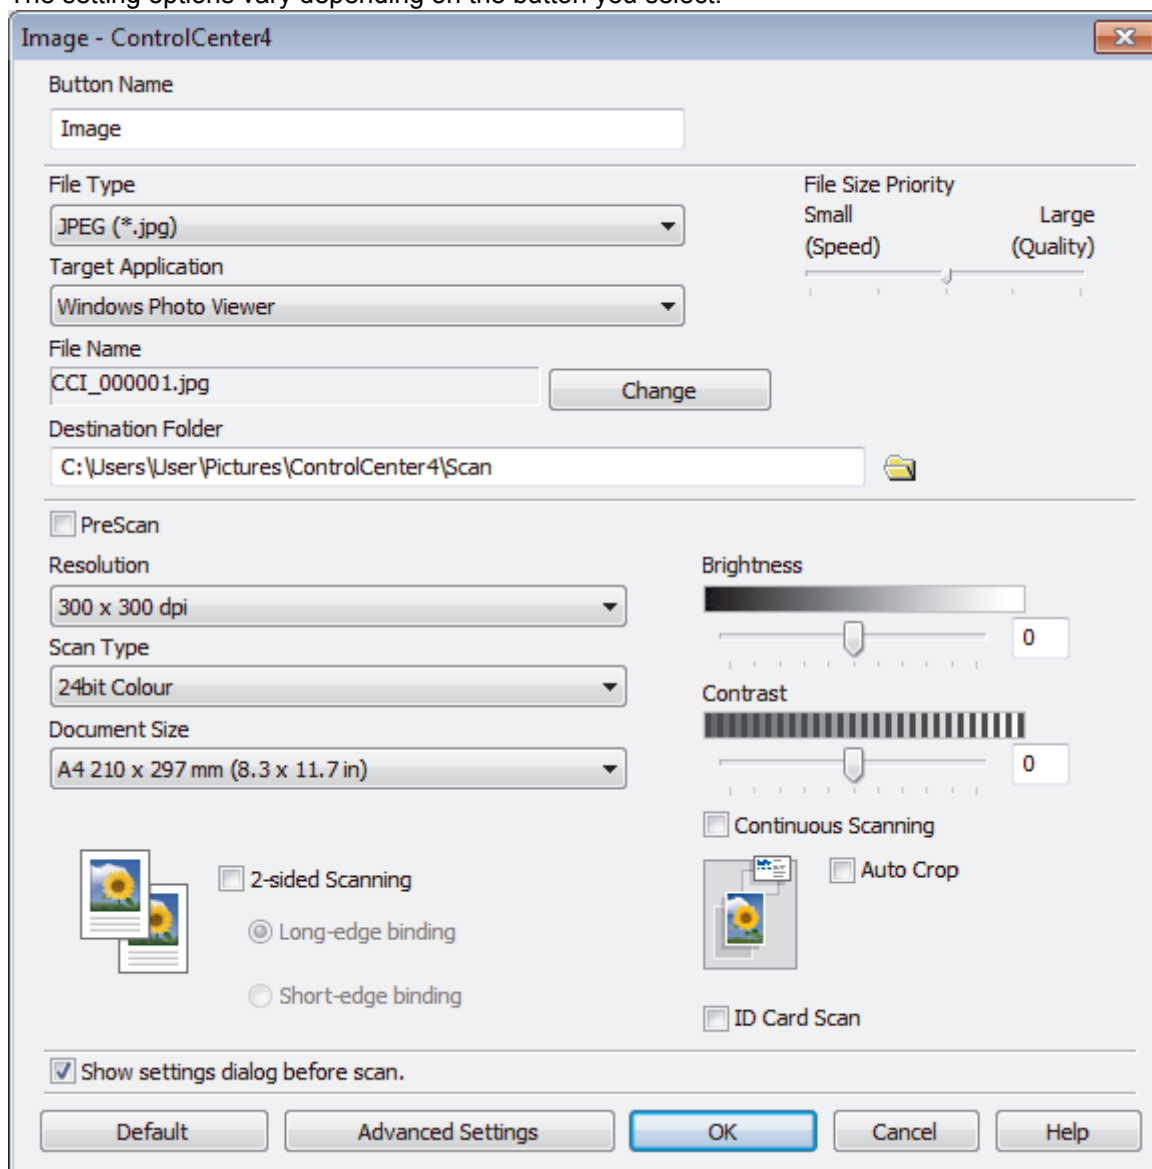 The setting options vary depending on the button you select.
Image - ControlCenter4
Button Name
Image
File Type
JPEG (*.jpg)
Target Application
Windows Photo Viewer
File Name
CCI_000001.jpg
Change
Destination Folder
C:\Users\User\Pictures\ControlCenter4\Scan
File Size Priority
Small Large
(Speed) (Quality)
PreScan
Resolution
300 x 300 dpi
Scan Type
24bit Colour
Document Size
A4 210 x 297 mm (8.3 x 11.7 in)
2-sided Scanning
Long-edge binding
Short-edge binding
Brightness
0
Contrast
0
Continuous Scanning
Auto Crop
ID Card Scan
Show settings dialog before scan.
Default Advanced Settings OK Cancel Help